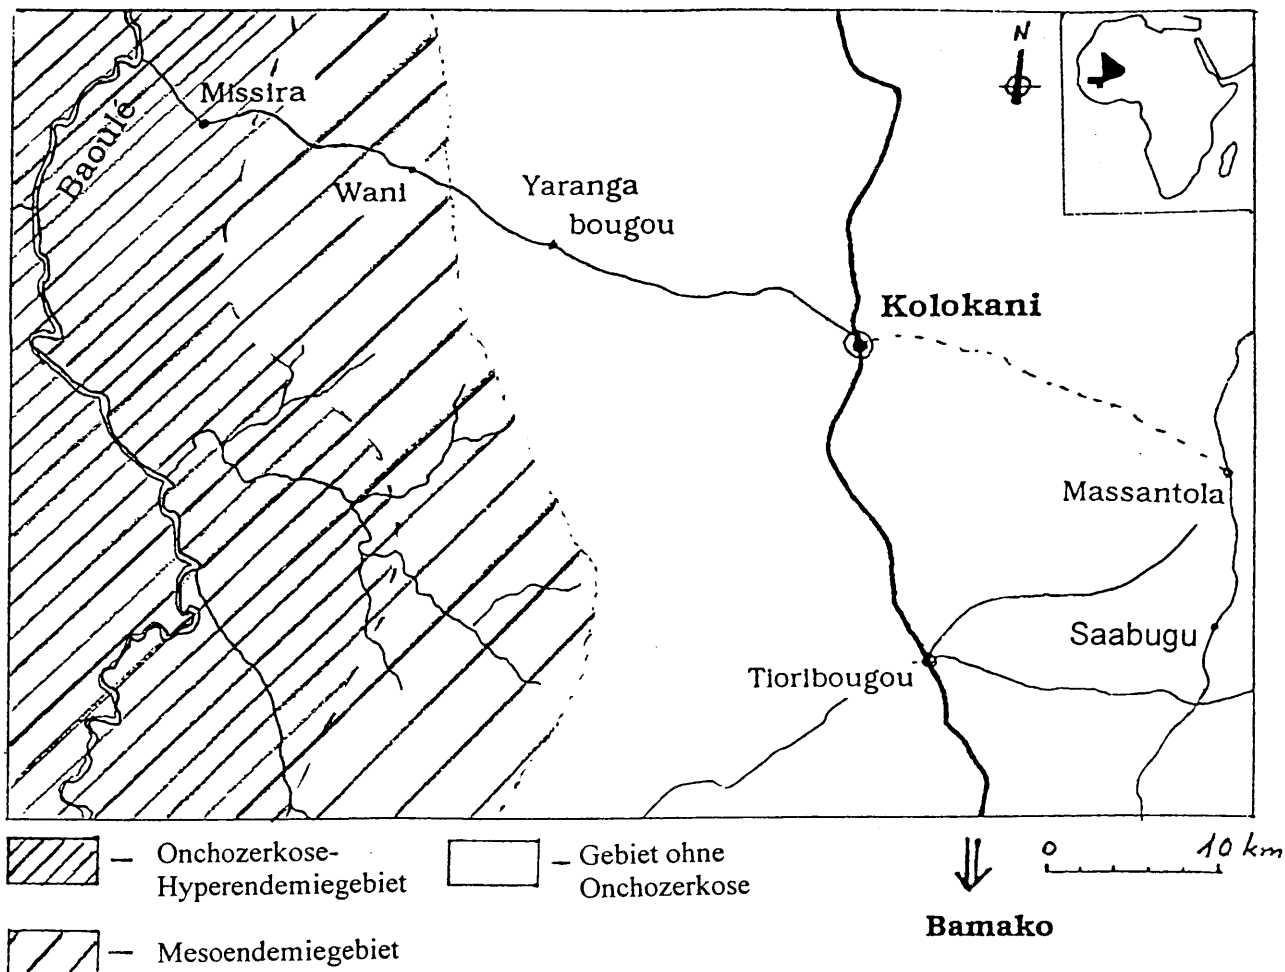 N
Missira
Baoulé
Wani
Yaranga
bougou
Kolokani
Massantola
Saabugu
Tioribougou
Onchozerkose-
Hyperendemiegebiet
Gebiet ohne
Onchozerkose
0 10 km
Mesoendemiegebiet
Bamako